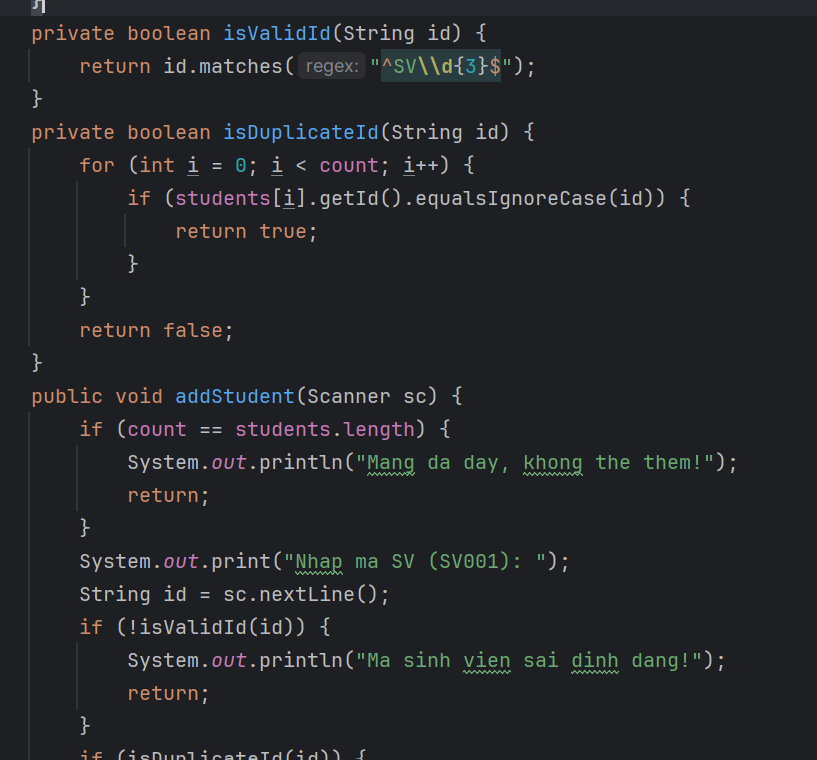 }
private boolean isValidId(String id) {
return id.matches( regex: "^SV\\d{3}$");
}
private boolean isDuplicateId(String id) {
for (int i = 0; i < count; i++) {
if (students[i].getId().equalsIgnoreCase(id)) {
return true;
}
}
return false;
}
public void addStudent(Scanner sc) {
if (count == students.length) {
System.out.println("Mang da day, khong the them!");
return;
}
System.out.print("Nhap ma SV (SV001): ");
String id = sc.nextLine();
if (!isValidId(id)) {
System.out.println("Ma sinh vien sai dinh dang!");
return;
}
if (isDuplicateId(id)) {